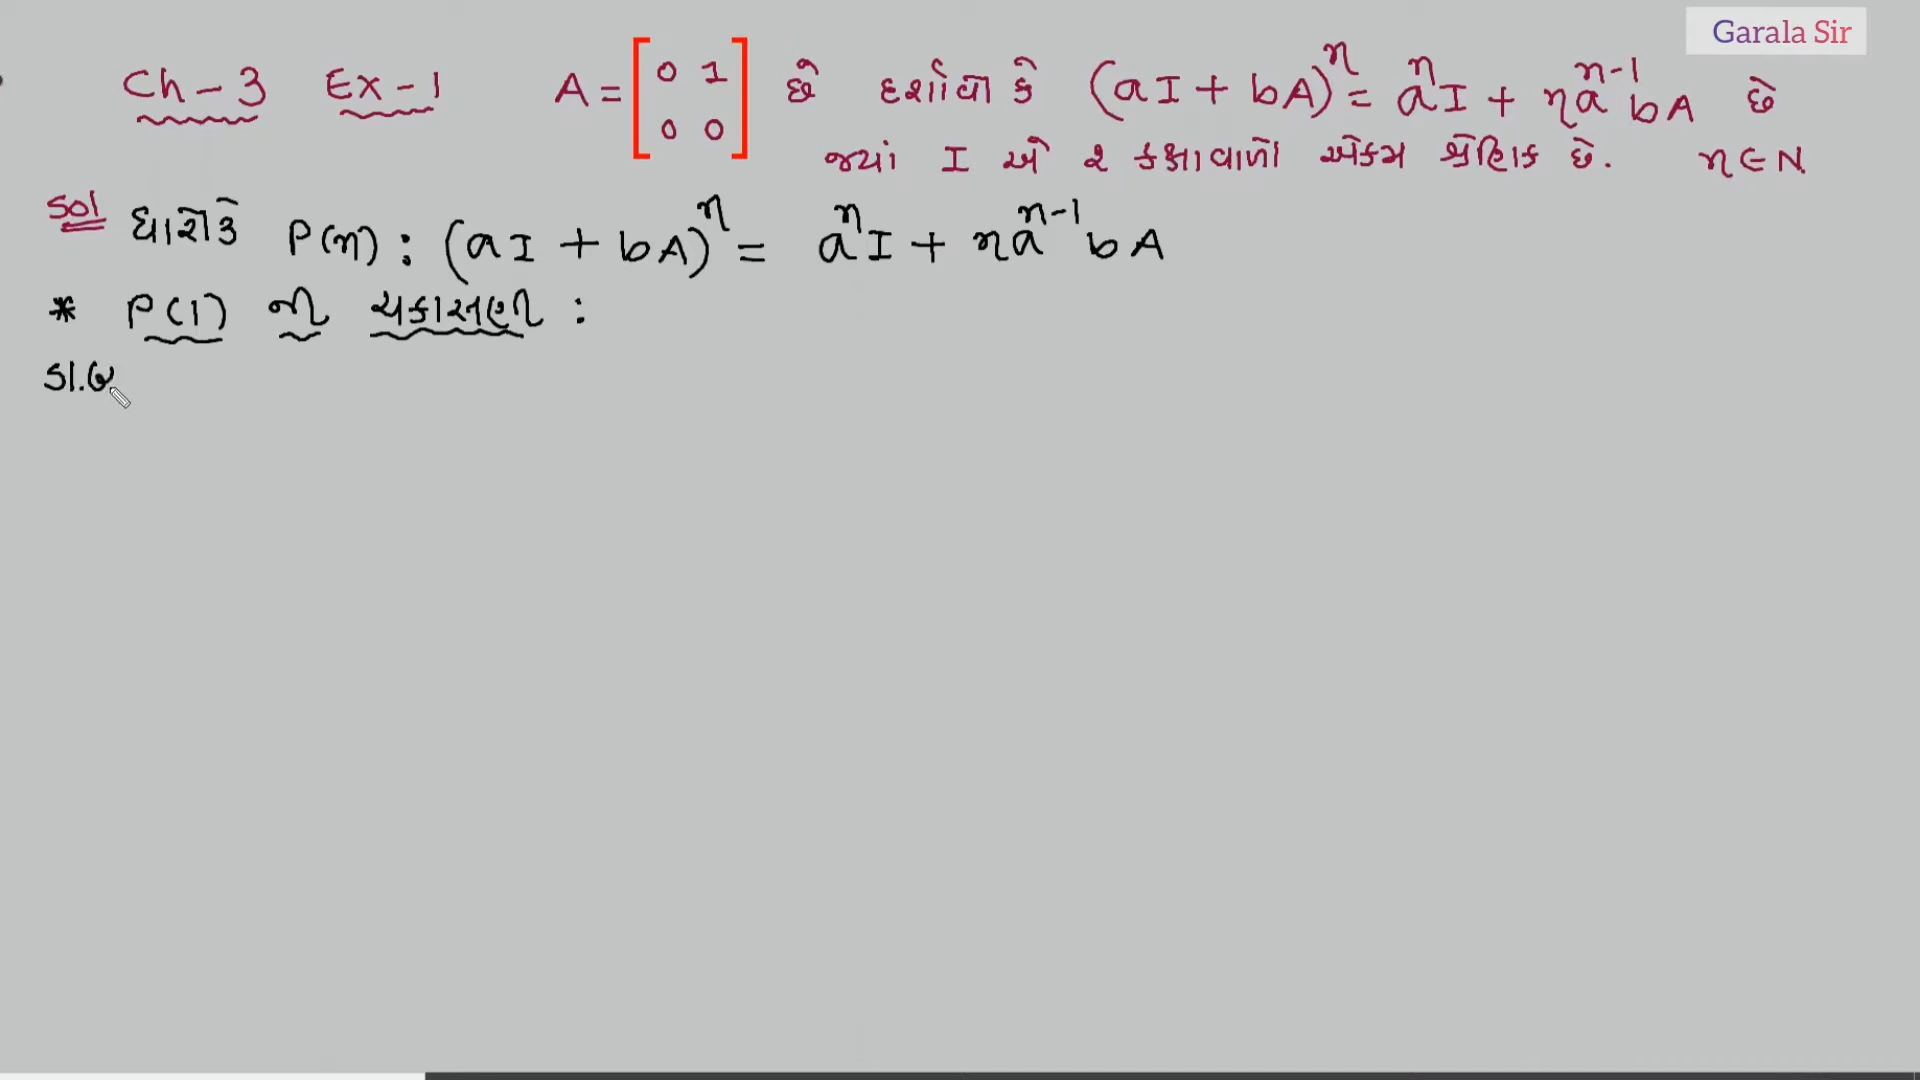 Garala Sir
Ch-3 Ex-1 A = [0 1 0 0] છે દર્શાવો કે (aI + bA)ⁿ = aⁿI + naⁿ⁻¹bA છે
જ્યાં I એ 2 કક્ષાવાળો એકમ શ્રેણિક છે. n∈N
Sol ધારોકે P(n) : (aI + bA)ⁿ = aⁿI + naⁿ⁻¹bA
* P(1) ની ચકાસણી :
ડા.બ